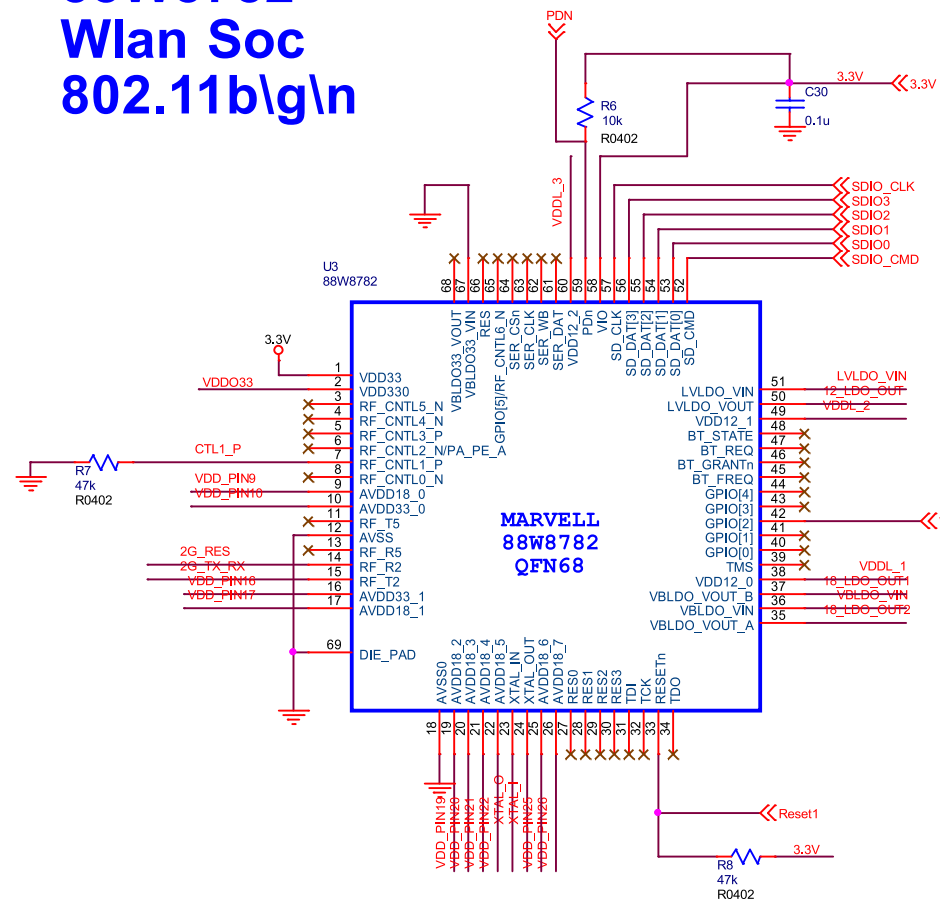 Wlan Soc
802.11b\g\n
PDN
R6
10k
R0402
3.3V
3.3V
C30
0.1u
VDDL_3
SDIO_CLK
SDIO3
SDIO2
SDIO1
SDIO0
SDIO_CMD
U3
88W8782
68
67
66
65
64
63
62
61
60
59
58
57
56
55
54
53
52
VBLDO33_VOUT
VBLDO33_VIN
RES
GPIO[5]/RF_CNTL6_N
SER_CSn
SER_CLK
SER_WB
SER_DAT
VDD12_2
PDn
VIO
SD_CLK
SD_DAT[3]
SD_DAT[2]
SD_DAT[1]
SD_DAT[0]
SD_CMD
3.3V
1 VDD33
VDDO33 2 VDD330
3 RF_CNTL5_N
4 RF_CNTL4_N
5 RF_CNTL3_P
6 RF_CNTL2_N/PA_PE_A
CTL1_P 7 RF_CNTL1_P
8 RF_CNTL0_N
VDD_PIN9 9 AVDD18_0
VDD_PIN10 10 AVDD33_0
11 RF_T5
12 AVSS
13 RF_R5
2G_RES 14 RF_R2
2G_TX_RX 15 RF_T2
VDD_PIN16 16 AVDD33_1
VDD_PIN17 17 AVDD18_1
69 DIE_PAD
R7
47k
R0402
MARVELL
88W8782
QFN68
LVLDO_VIN 51 LVLDO_VIN
LVLDO_VOUT 50 12_LDO_OUT
VDD12_1 49 VDDL_2
BT_STATE 48
BT_REQ 47
BT_GRANTn 46
BT_FREQ 45
GPIO[4] 44
GPIO[3] 43
GPIO[2] 42
GPIO[1] 41
GPIO[0] 40
TMS 39
VDD12_0 38 VDDL_1
VBLDO_VOUT_B 37 18_LDO_OUT1
VBLDO_VIN 36 VBLDO_VIN
VBLDO_VOUT_A 35 18_LDO_OUT2
AVSS0
AVDD18_2
AVDD18_3
AVDD18_4
AVDD18_5
XTAL_IN
XTAL_OUT
AVDD18_6
AVDD18_7
RES0
RES1
RES2
RES3
TDI
TCK
RESETn
TDO
18
19
20
21
22
23
24
25
26
27
28
29
30
31
32
33
34
VDD_PIN19
VDD_PIN20
VDD_PIN21
VDD_PIN22
XTAL_O
XTAL_I
VDD_PIN25
VDD_PIN26
Reset1
3.3V
R8
47k
R0402